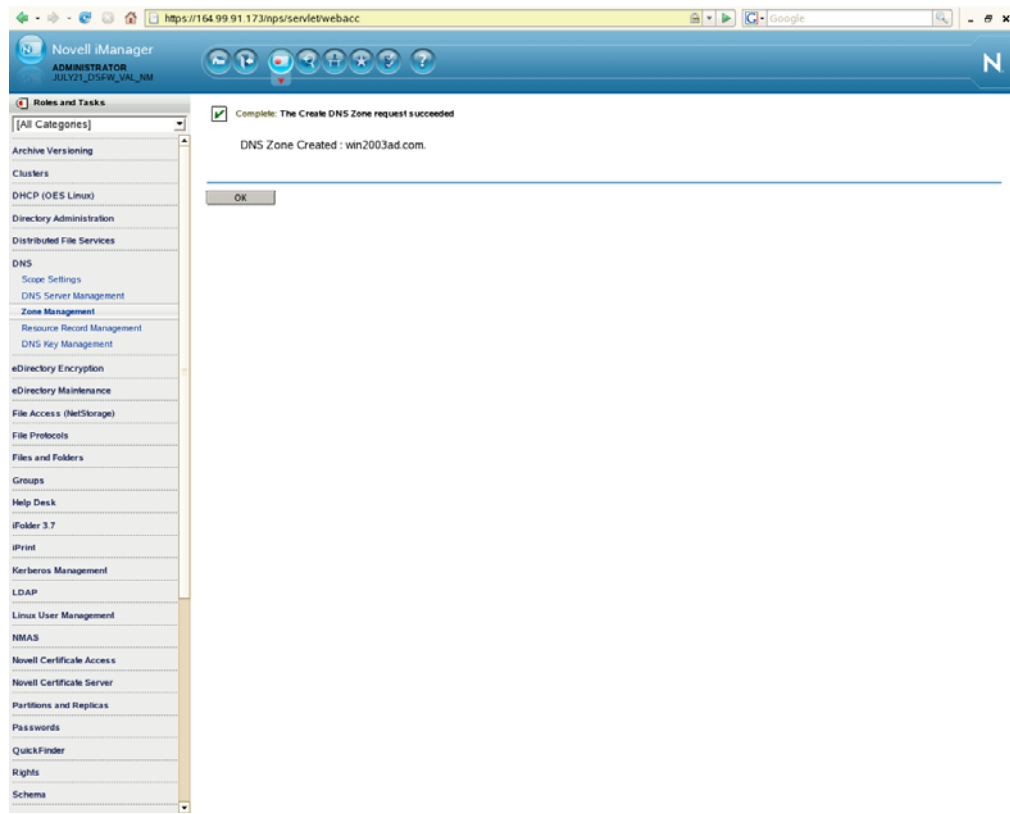 https://164.99.91.173/nps/servlet/webacc
G Google
Novell iManager
ADMINISTRATOR
JULY21_DSFW_VAL_NM
N
Roles and Tasks
[All Categories]
Archive Versioning
Clusters
DHCP (OES Linux)
Directory Administration
Distributed File Services
DNS
Scope Settings
DNS Server Management
Zone Management
Resource Record Management
DNS Key Management
eDirectory Encryption
eDirectory Maintenance
File Access (NetStorage)
File Protocols
Files and Folders
Groups
Help Desk
iFolder 3.7
iPrint
Kerberos Management
LDAP
Linux User Management
NMAS
Novell Certificate Access
Novell Certificate Server
Partitions and Replicas
Passwords
QuickFinder
Rights
Schema
Complete: The Create DNS Zone request succeeded
DNS Zone Created : win2003ad.com.
OK